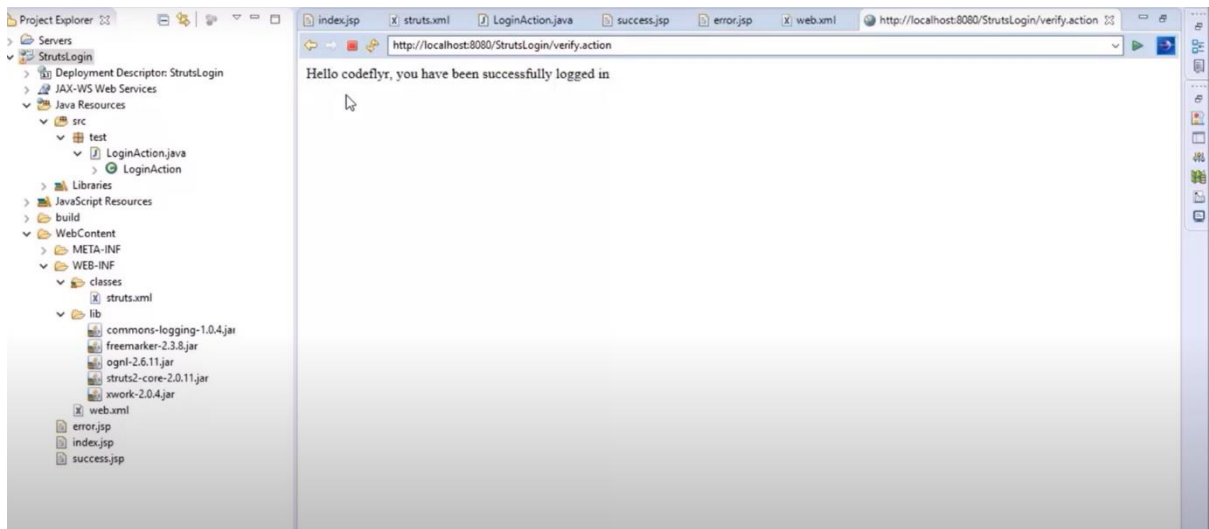 Project Explorer
index.jsp
struts.xml
LoginAction.java
success.jsp
error.jsp
web.xml
http://localhost:8080/StrutsLogin/verify.action
http://localhost:8080/StrutsLogin/verify.action
Hello codeflyr, you have been successfully logged in
Servers
StrutsLogin
Deployment Descriptor: StrutsLogin
JAX-WS Web Services
Java Resources
src
test
LoginAction.java
LoginAction
Libraries
JavaScript Resources
build
WebContent
META-INF
WEB-INF
classes
struts.xml
lib
commons-logging-1.0.4.jar
freemarker-2.3.8.jar
ognl-2.6.11.jar
struts2-core-2.0.11.jar
xwork-2.0.4.jar
web.xml
error.jsp
index.jsp
success.jsp